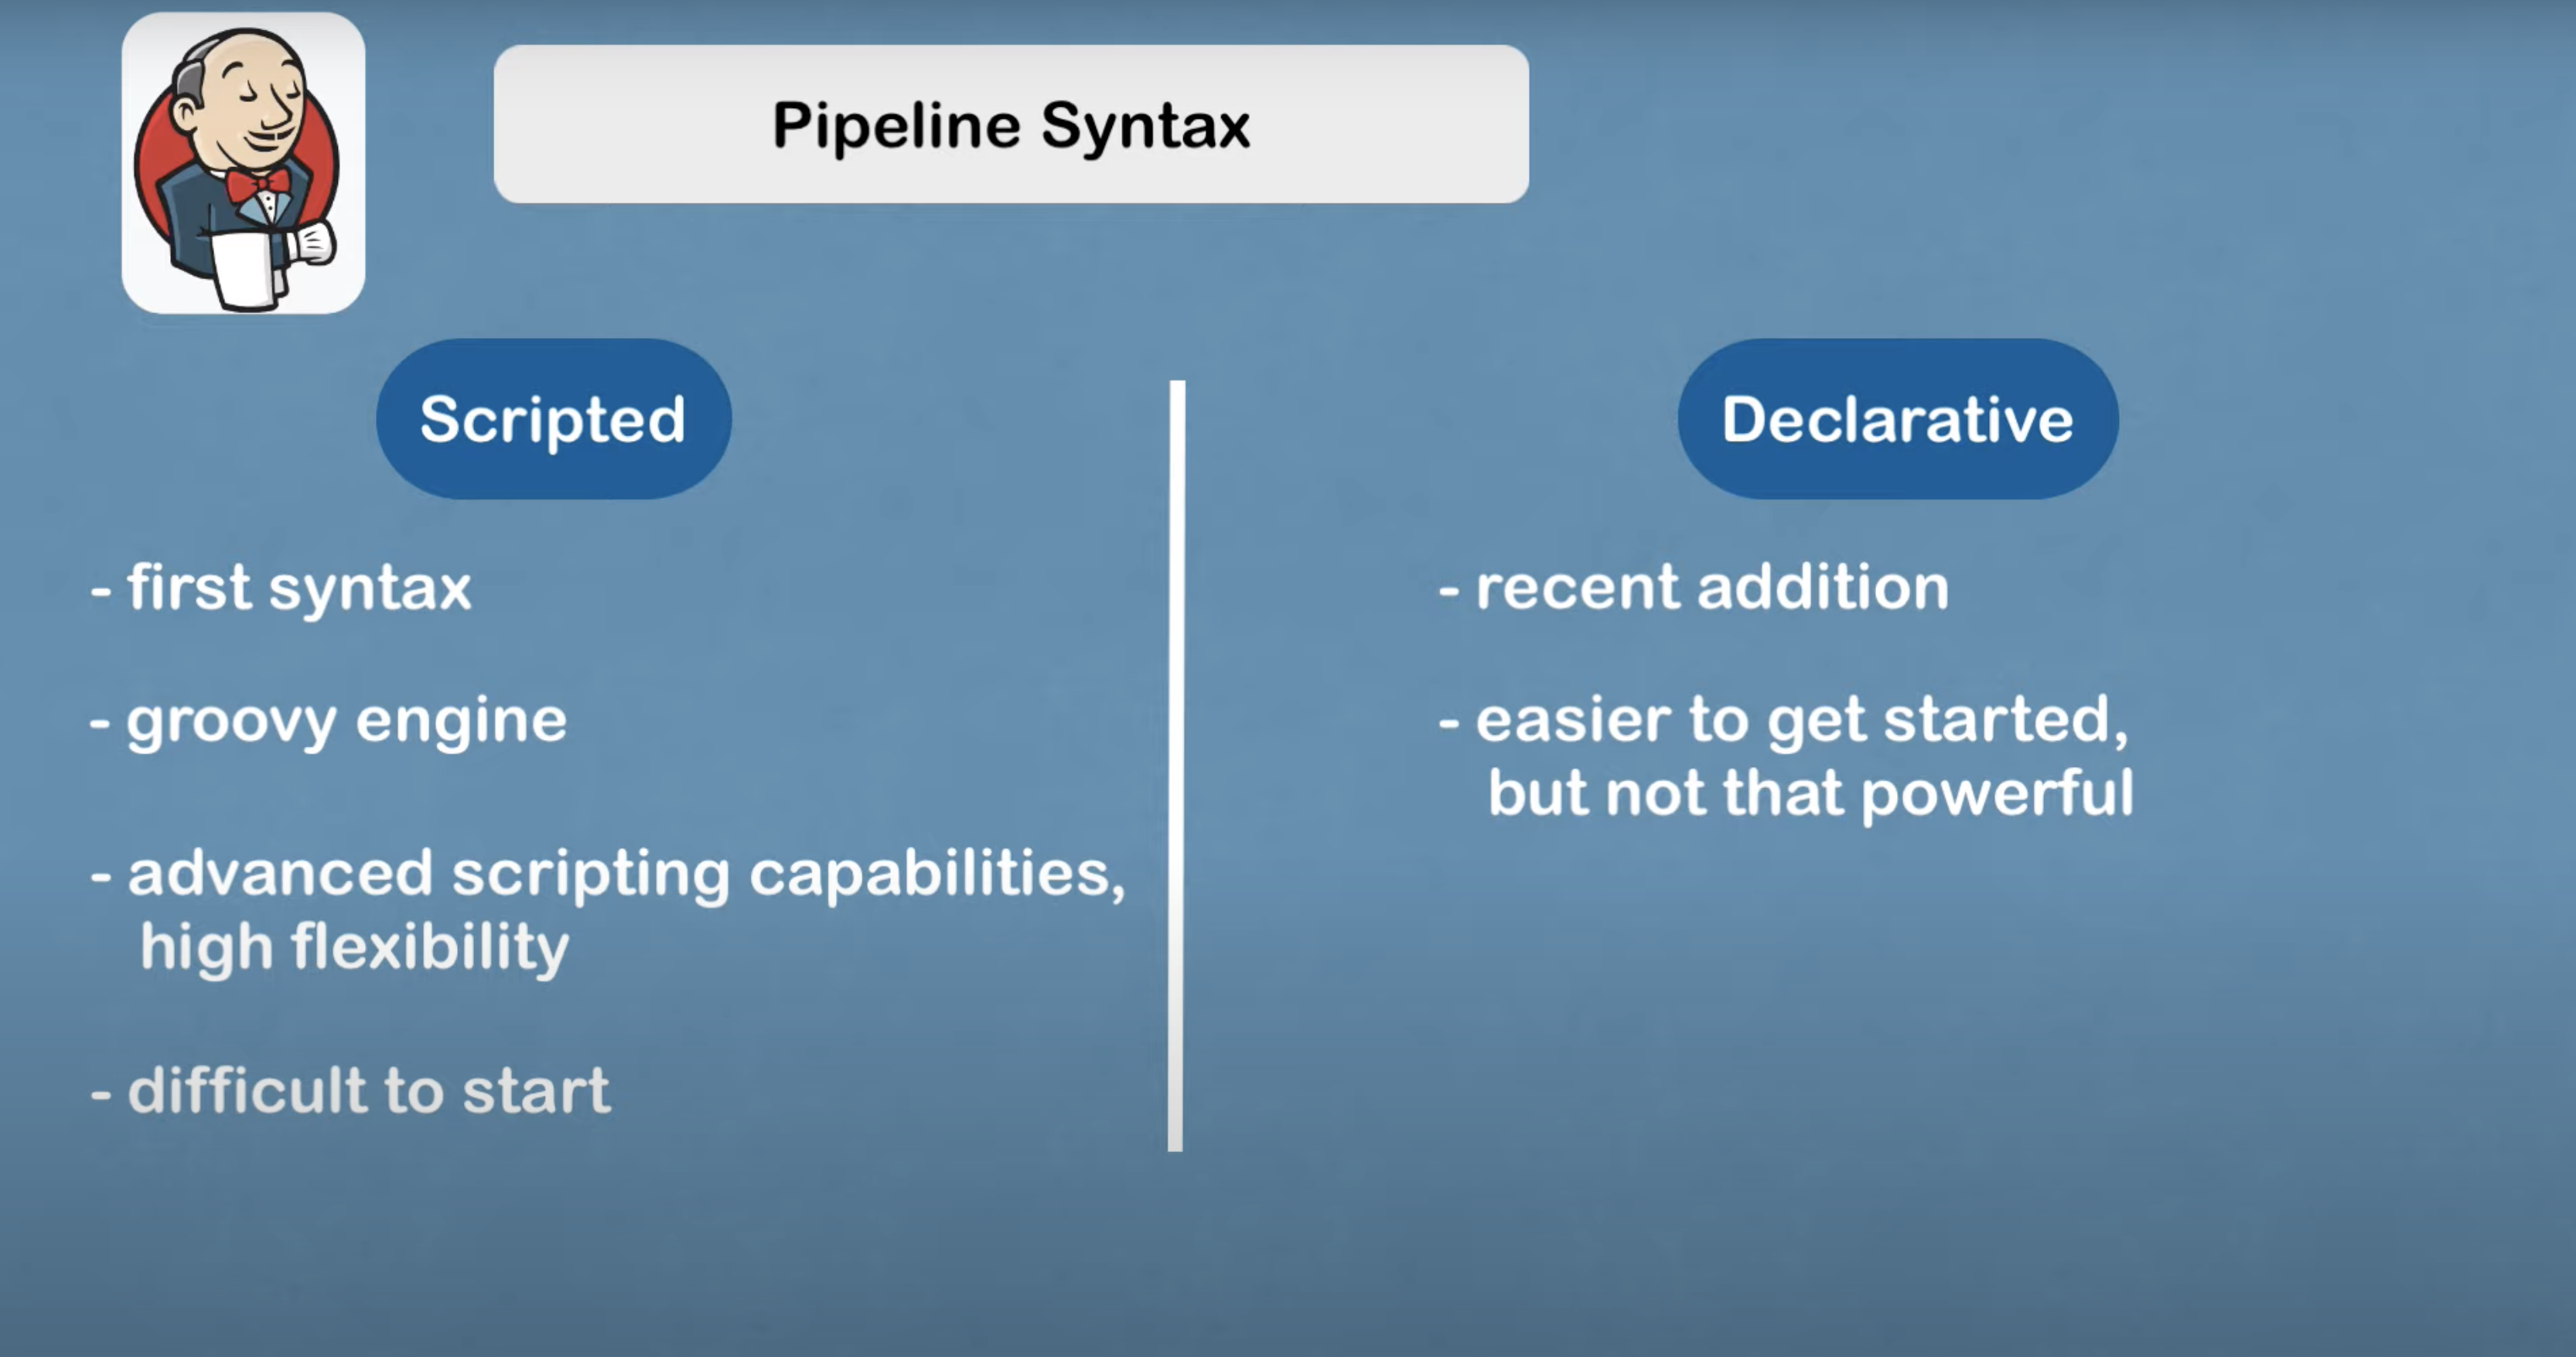 Pipeline Syntax
Scripted
- first syntax
- groovy engine
- advanced scripting capabilities,
high flexibility
- difficult to start
Declarative
- recent addition
- easier to get started,
but not that powerful